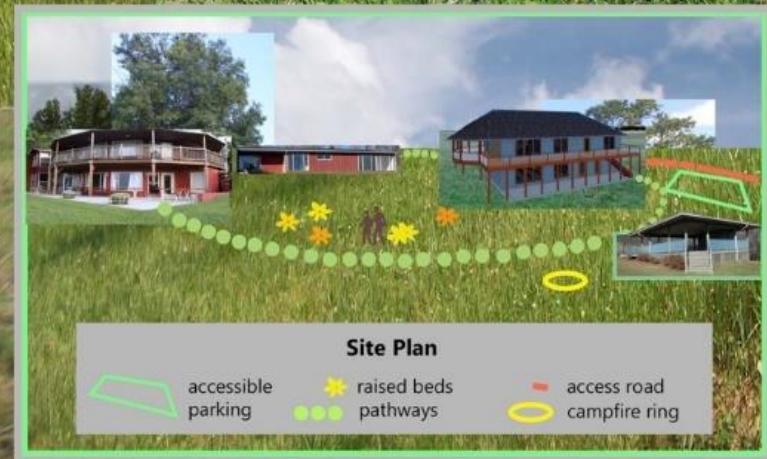 Site Plan
accessible
parking
raised beds
pathways
access road
campfire ring